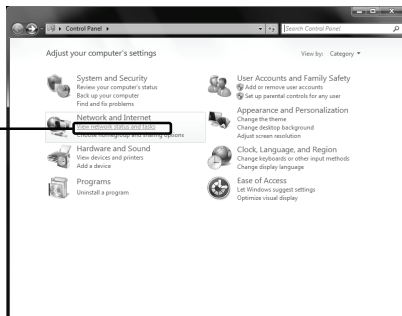 Control Panel
Search Control Panel
Adjust your computer's settings
View by: Category
System and Security
Review your computer's status
Back up your computer
Find and fix problems
Network and Internet
View network status and tasks
Choose homegroup and sharing options
Hardware and Sound
View devices and printers
Add a device
Programs
Uninstall a program
User Accounts and Family Safety
Add or remove user accounts
Set up parental controls for any user
Appearance and Personalization
Change the theme
Change desktop background
Adjust screen resolution
Clock, Language, and Region
Change keyboards or other input methods
Change display language
Ease of Access
Let Windows suggest settings
Optimize visual display